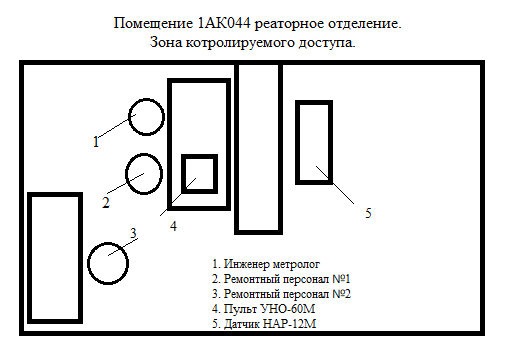 Помещение 1АК044 реаторное отделение.
Зона котролируемого доступа.
1
2
3
4
5
1. Инженер метролог
2. Ремонтный персонал №1
3. Ремонтный персонал №2
4. Пульт УНО-60М
5. Датчик НАР-12М